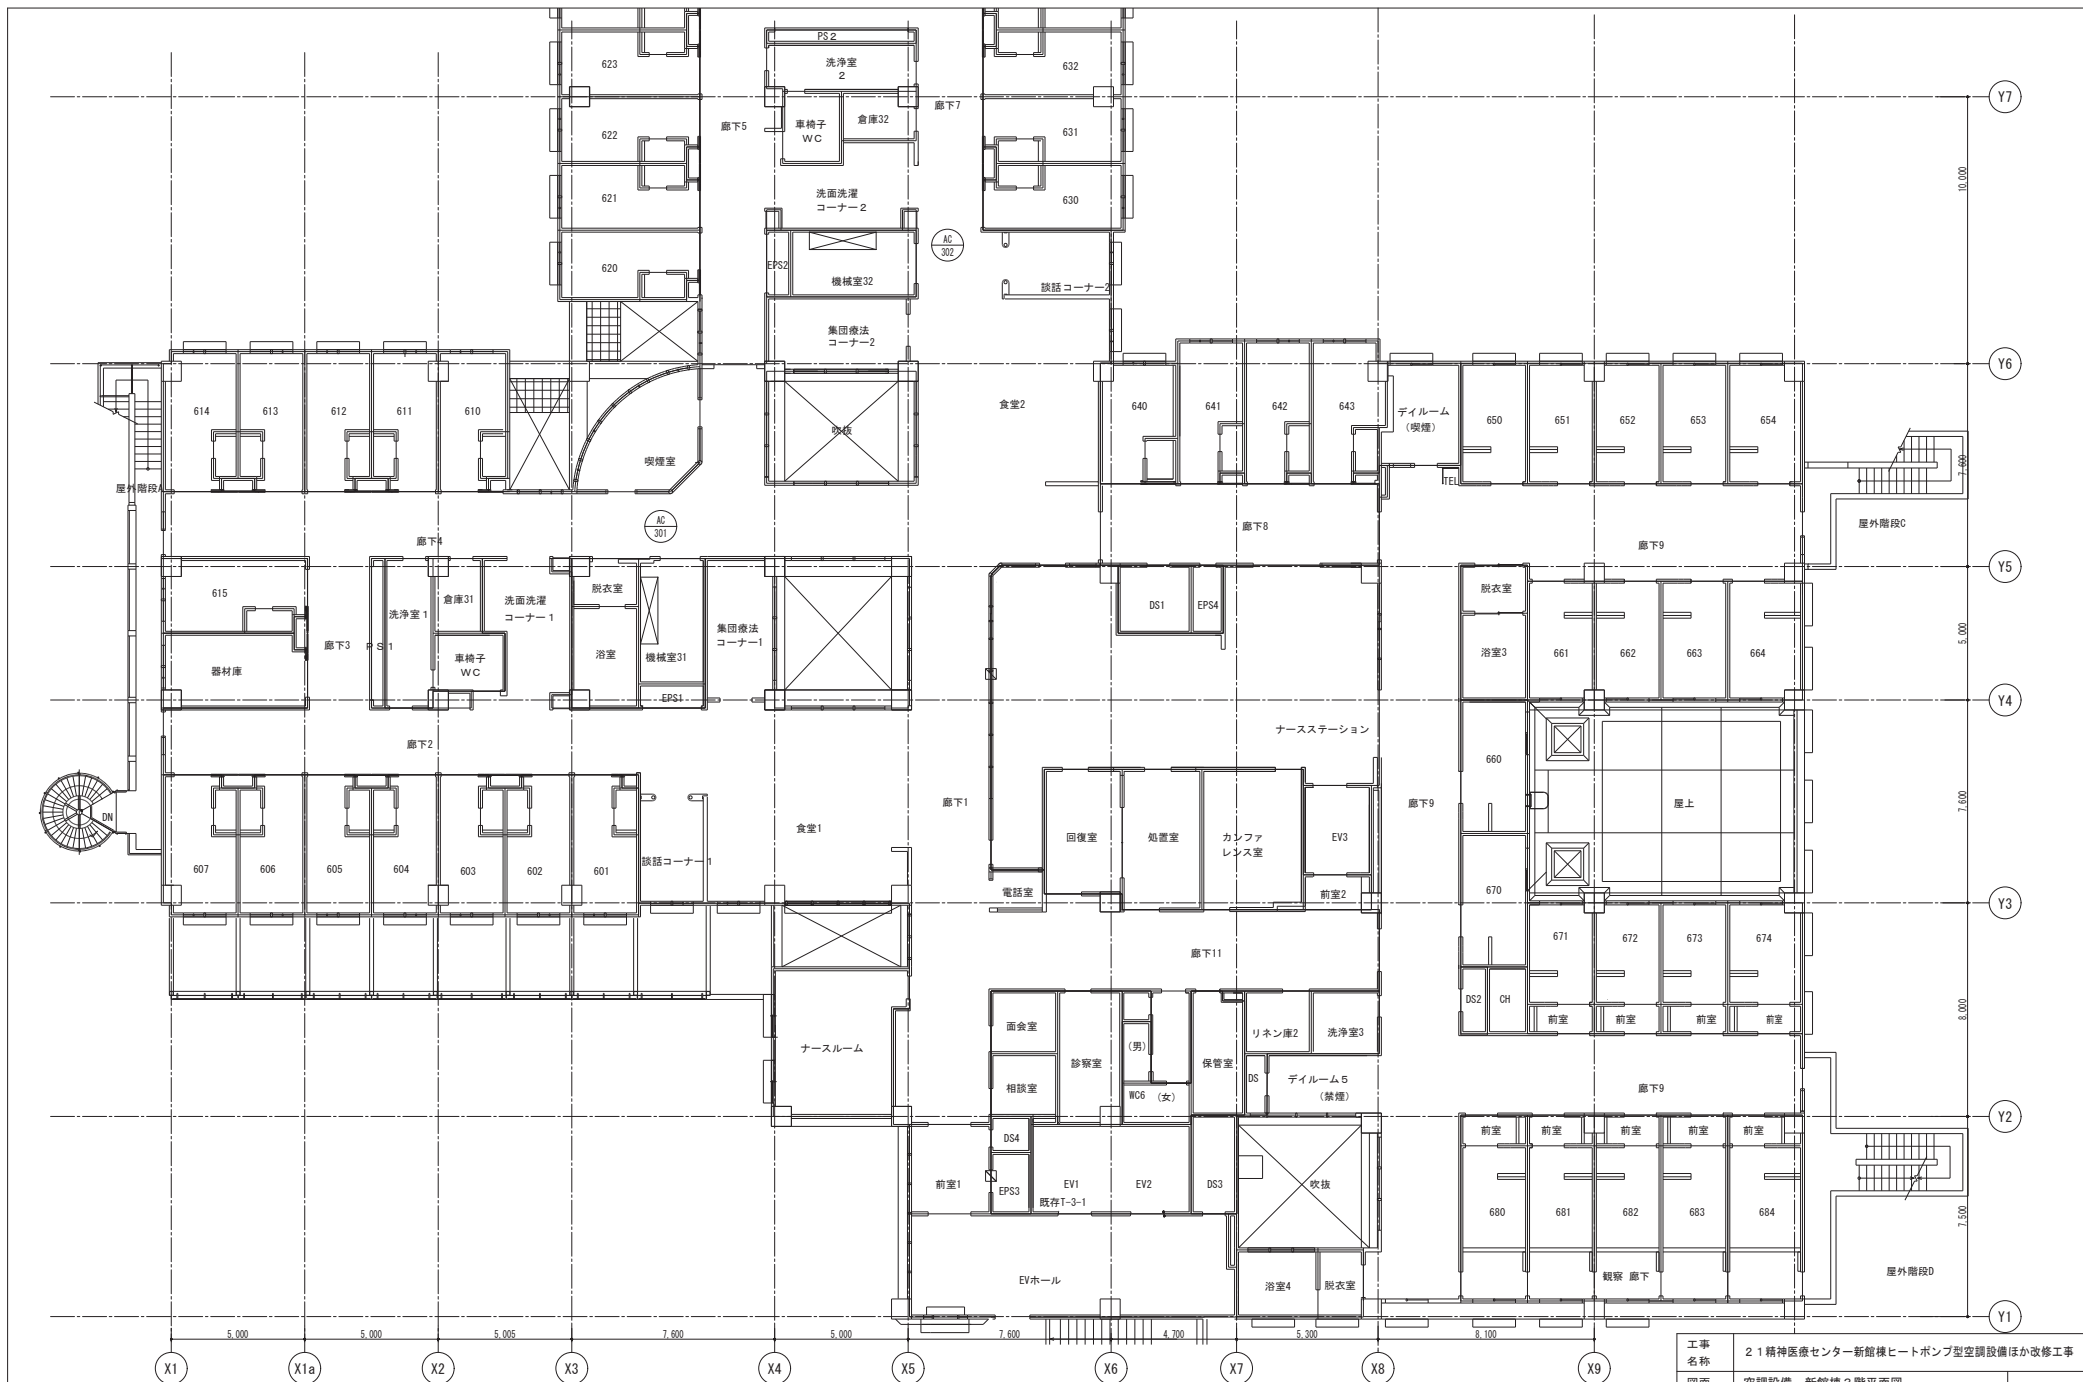 PS2
623
洗浄室
2
632
Y7
廊下5
廊下7
622
車椅子
WC
倉庫32
631
10,000
621
洗面洗濯
コーナー2
630
AC
302
620
EPS2
機械室32
談話コーナー2
集団療法
コーナー2
Y6
614
613
612
611
610
吹抜
食堂2
640
641
642
643
デイルーム
(喫煙)
650
651
652
653
654
喫煙室
7,600
TEL
屋外階段A
AC
301
廊下8
屋外階段C
廊下4
廊下9
Y5
615
洗浄室1
倉庫31
洗面洗濯
コーナー1
脱衣室
DS1
EPS4
脱衣室
廊下3
PS1
車椅子
WC
浴室
機械室31
集団療法
コーナー1
浴室3
661
662
663
664
5,000
器材庫
EPS1
Y4
廊下2
ナースステーション
660
屋上
7,600
DN
廊下1
廊下9
食堂1
回復室
処置室
カンファ
レンス室
EV3
607
606
605
604
603
602
601
談話コーナー1
電話室
前室2
670
Y3
671
672
673
674
廊下11
DS2
CH
前室
前室
前室
前室
8,000
ナースルーム
面会室
診察室
(男)
保管室
リネン庫2
洗浄室3
相談室
WC6
(女)
DS
デイルーム5
(禁煙)
廊下9
Y2
DS4
前室
前室
前室
前室
前室
前室1
EPS3
EV1
EV2
既存T-3-1
DS3
吹抜
680
681
682
683
684
7,500
EVホール
浴室4
脱衣室
観察 廊下
屋外階段D
Y1
5,000
5,000
5,005
7,600
5,000
7,600
4,700
5,300
8,100
X1
X1a
X2
X3
X4
X5
X6
X7
X8
X9
工事
名称
21精神医療センター新館棟ヒートポンプ型空調設備ほか改修工事
図面
空調設備 新館棟3階平面図